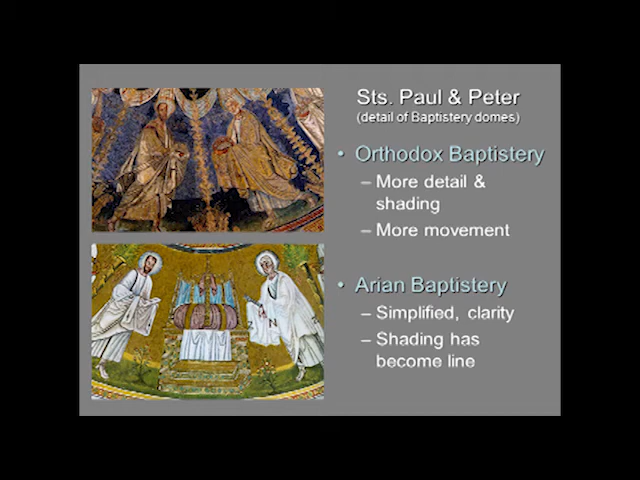 Sts. Paul & Peter
(detail of Baptistery domes)
• Orthodox Baptistery
– More detail &
shading
– More movement
• Arian Baptistery
– Simplified, clarity
– Shading has
become line